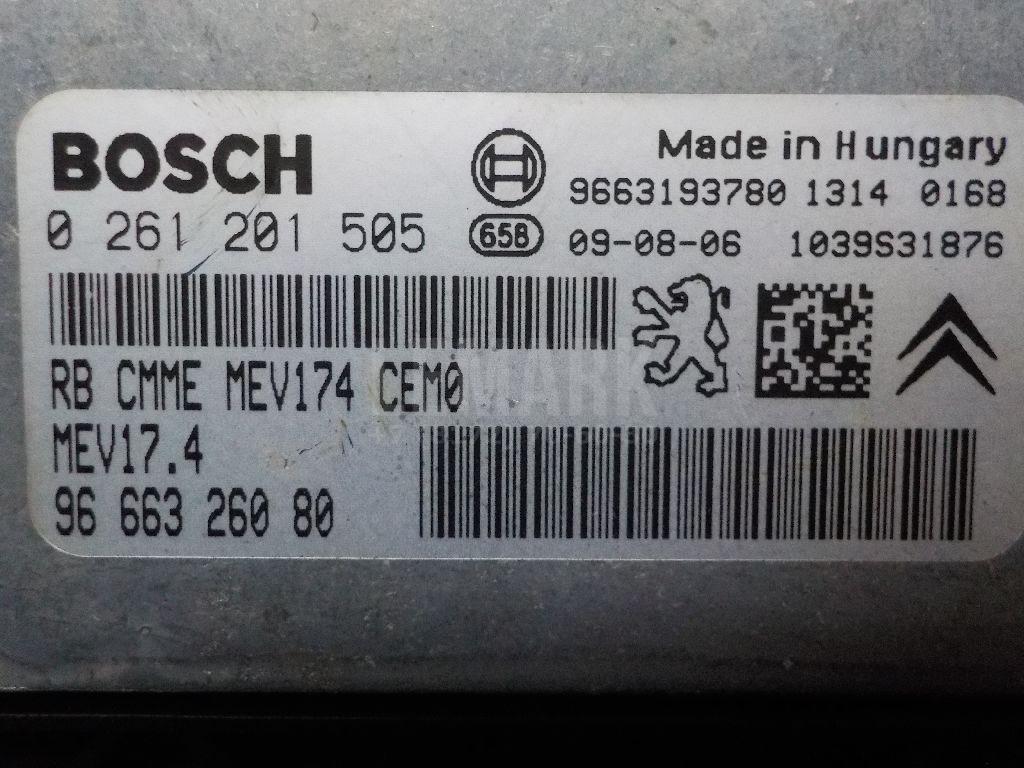 BOSCH
Made in Hungary
9663193780 1314 0168
0 261 201 505
658
09-08-06 1039S31876
RB CMME MEV174 CEM0
MEV17.4
96 663 260 80